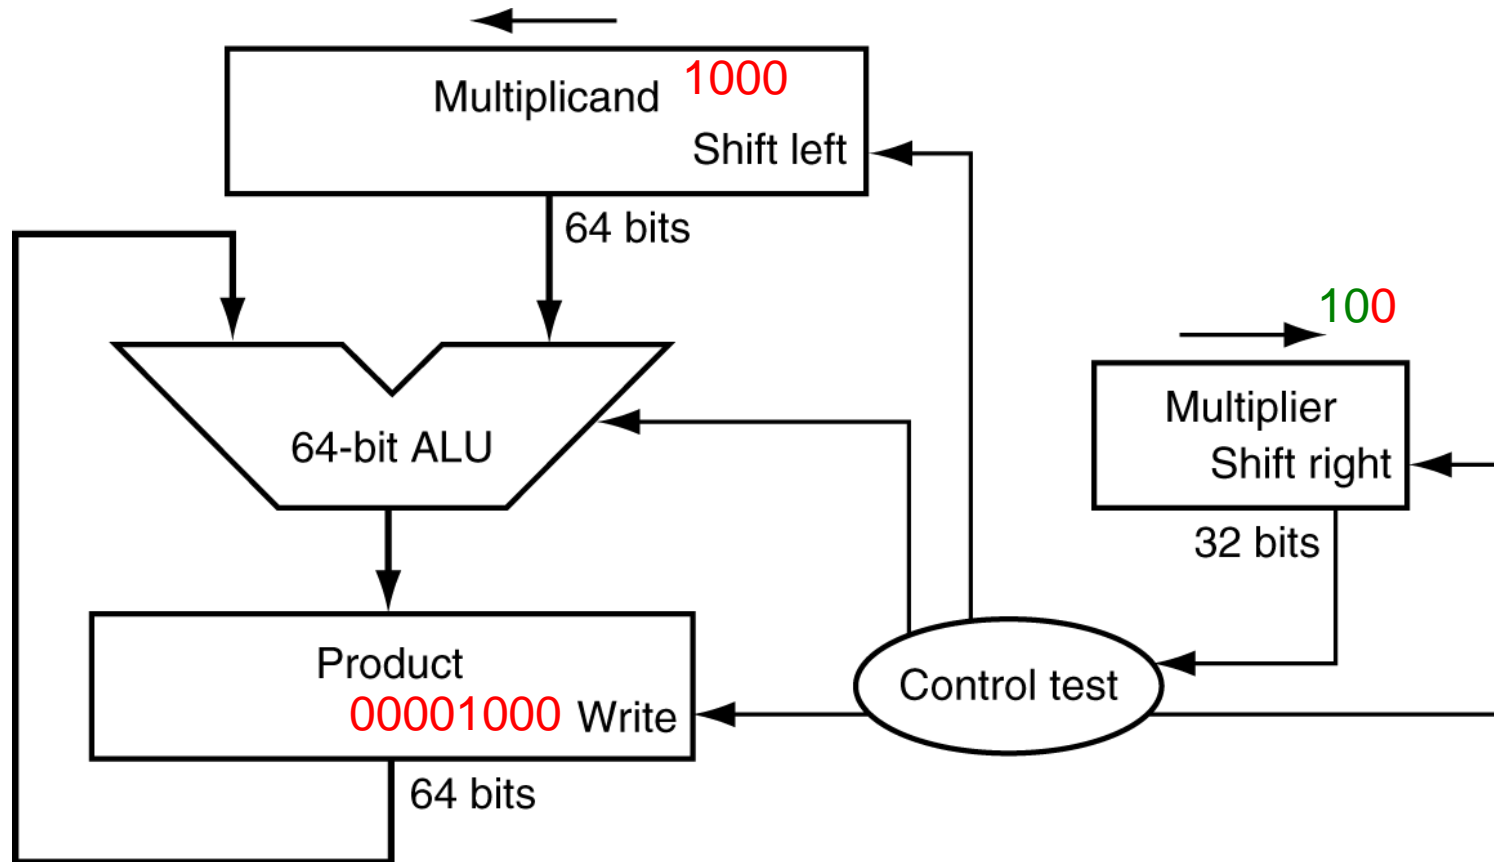 Multiplicand 1000
Shift left
64 bits
100
Multiplier
Shift right
64-bit ALU
32 bits
Product
Control test
00001000 Write
64 bits